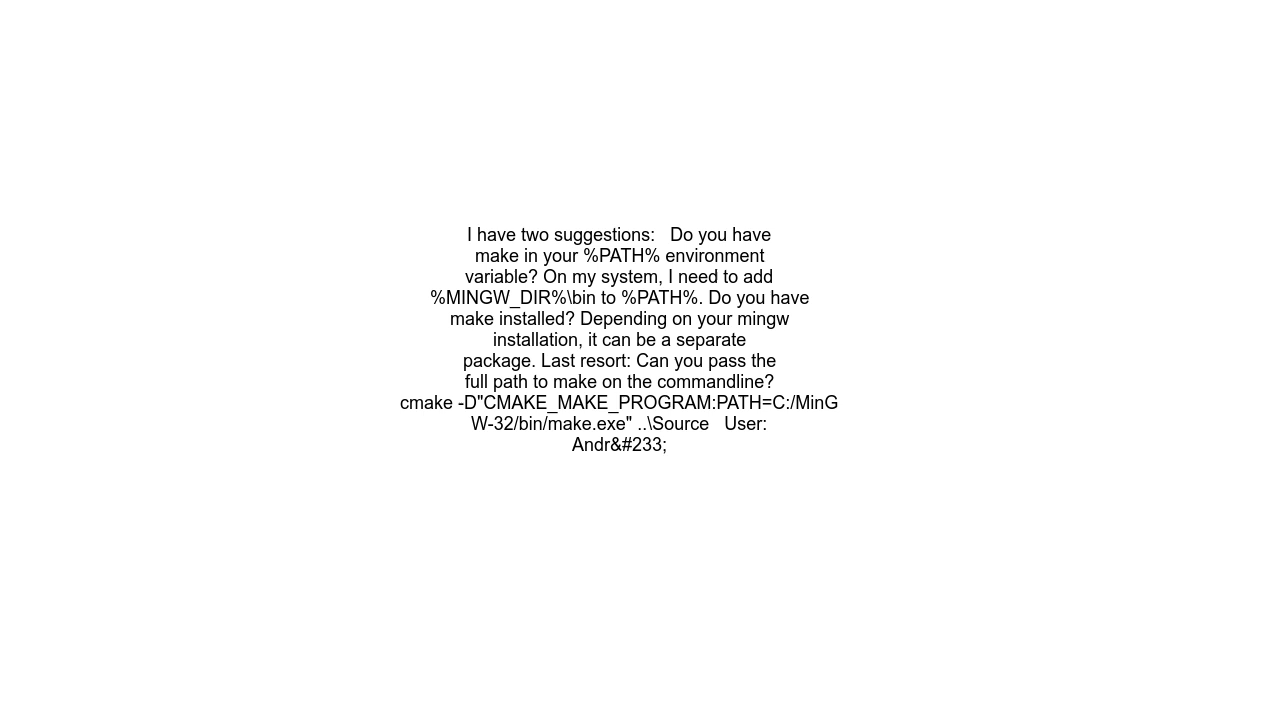 I have two suggestions:   Do you have
make in your %PATH% environment
variable? On my system, I need to add
%MINGW_DIR%\bin to %PATH%. Do you have
make installed? Depending on your mingw
installation, it can be a separate
package. Last resort: Can you pass the
full path to make on the commandline?
cmake -D"CMAKE_MAKE_PROGRAM:PATH=C:/MinG
W-32/bin/make.exe" ..\Source   User:
Andr&#233;